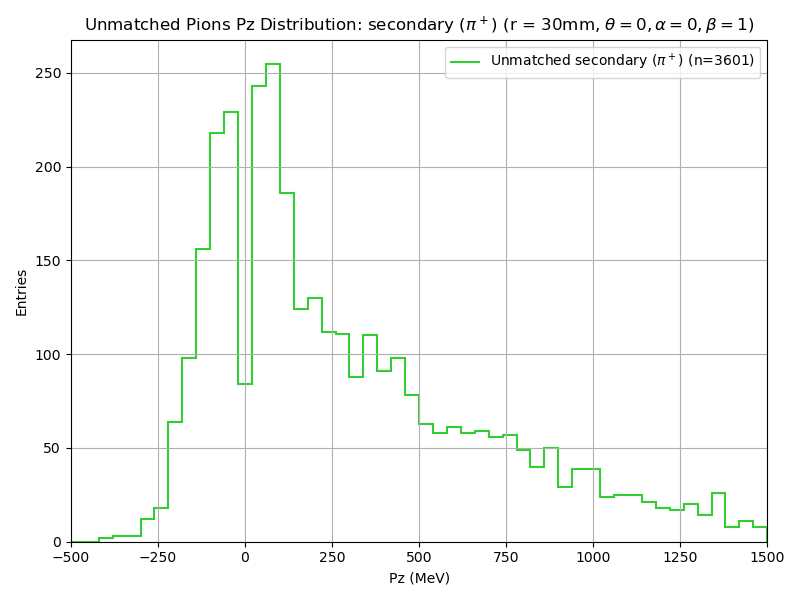 Unmatched Pions Pz Distribution: secondary (π⁺) (r = 30mm, θ = 0, α = 0, β = 1)
Unmatched secondary (π⁺) (n=3601)
250
200
150
100
50
0
Entries
−500 −250 0 250 500 750 1000 1250 1500
Pz (MeV)